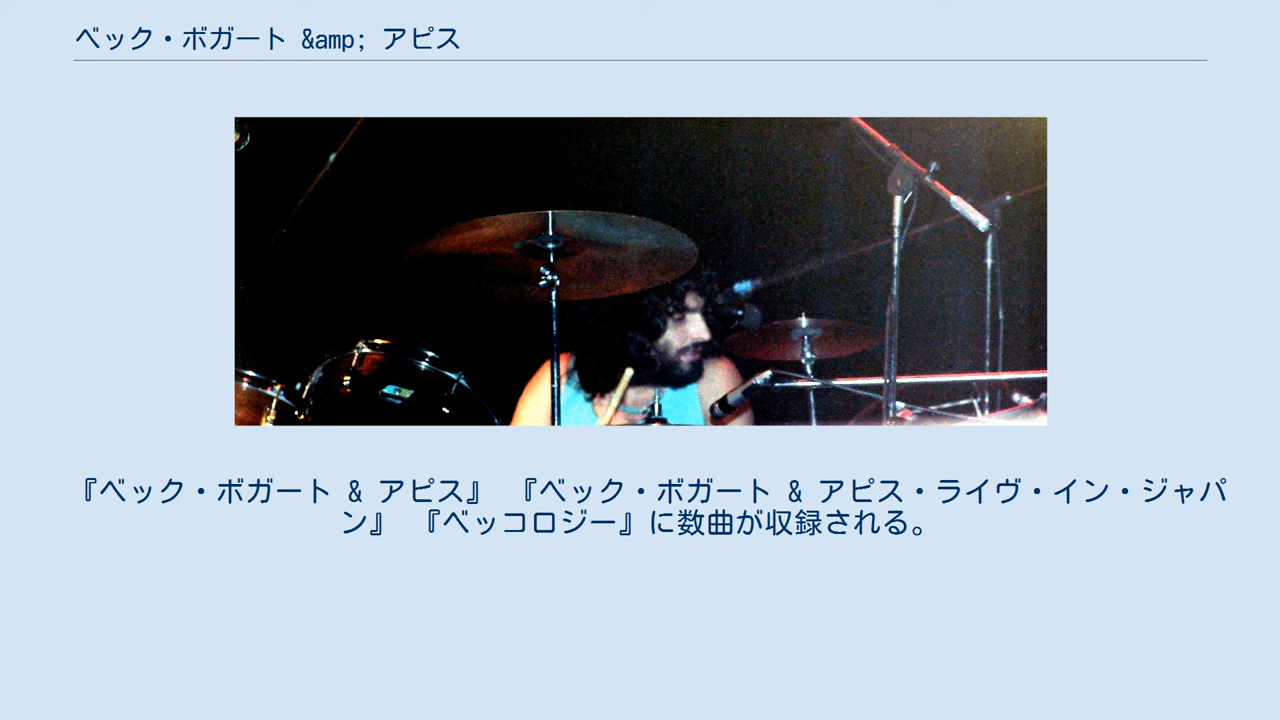 ベック・ボガート &amp; アピス
『ベック・ボガート & アピス』 『ベック・ボガート & アピス・ライヴ・イン・ジャパ
ン』 『ベッコロジー』に数曲が収録される。